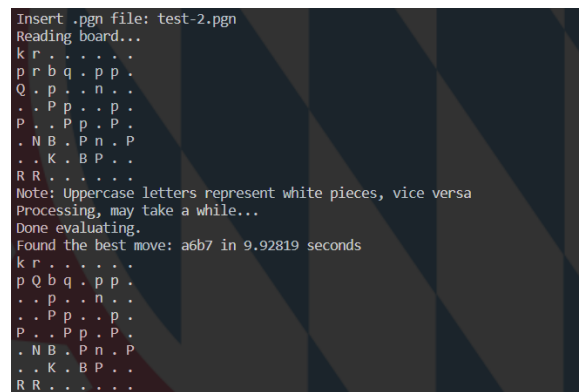 Insert .pgn file: test-2.pgn
Reading board...
k r . . . . . .
p r b q . p p .
Q . p . . n . .
. . P p . . p .
P . . P p . P .
. N B . P n . P
. . K . B P . .
R R . . . . . .
Note: Uppercase letters represent white pieces, vice versa
Processing, may take a while...
Done evaluating.
Found the best move: a6b7 in 9.92819 seconds
k r . . . . . .
p Q b q . p p .
. . p . . n . .
. . P p . . p .
P . . P p . P .
. N B . P n . P
. . K . B P . .
R R . . . . . .